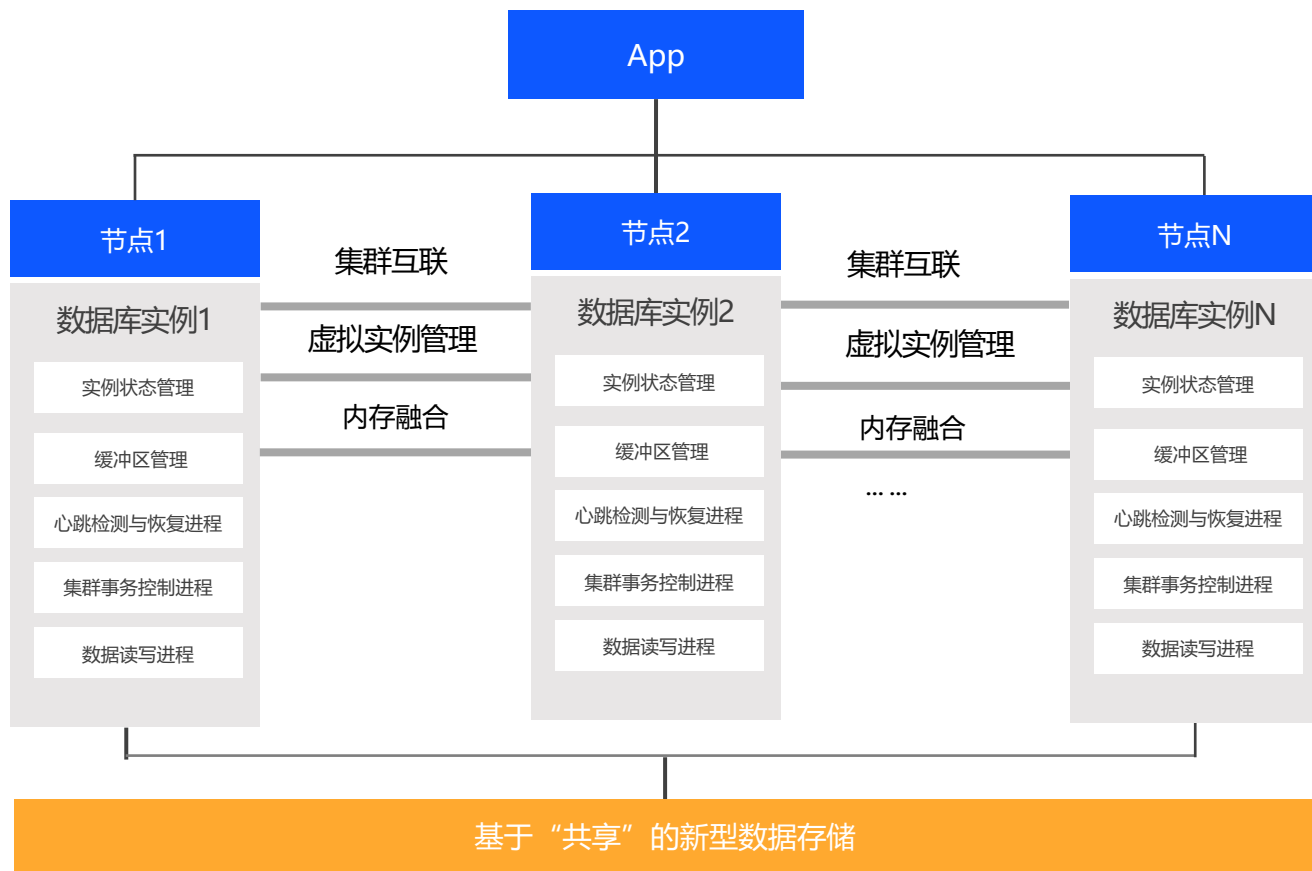 App
节点1
数据库实例1
实例状态管理
缓冲区管理
心跳检测与恢复进程
集群事务控制进程
数据读写进程
集群互联
虚拟实例管理
内存融合
节点2
数据库实例2
实例状态管理
缓冲区管理
心跳检测与恢复进程
集群事务控制进程
数据读写进程
集群互联
虚拟实例管理
内存融合
... ...
节点N
数据库实例N
实例状态管理
缓冲区管理
心跳检测与恢复进程
集群事务控制进程
数据读写进程
基于“共享”的新型数据存储